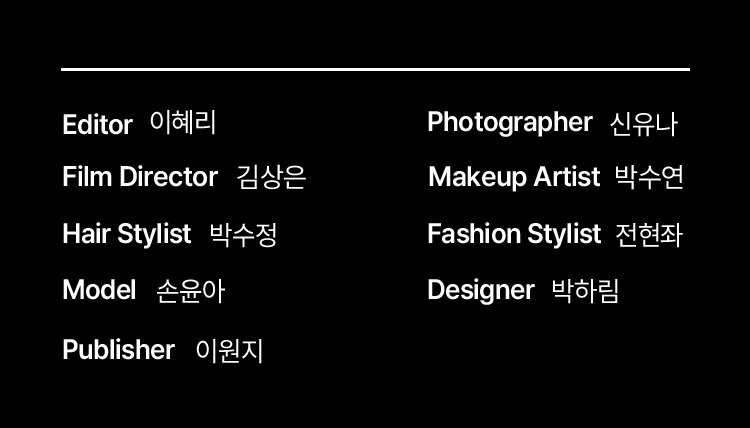 Editor 이혜리
Photographer 신유나
Film Director 김상은
Makeup Artist 박수연
Hair Stylist 박수정
Fashion Stylist 전현좌
Model 손윤아
Designer 박하림
Publisher 이원지